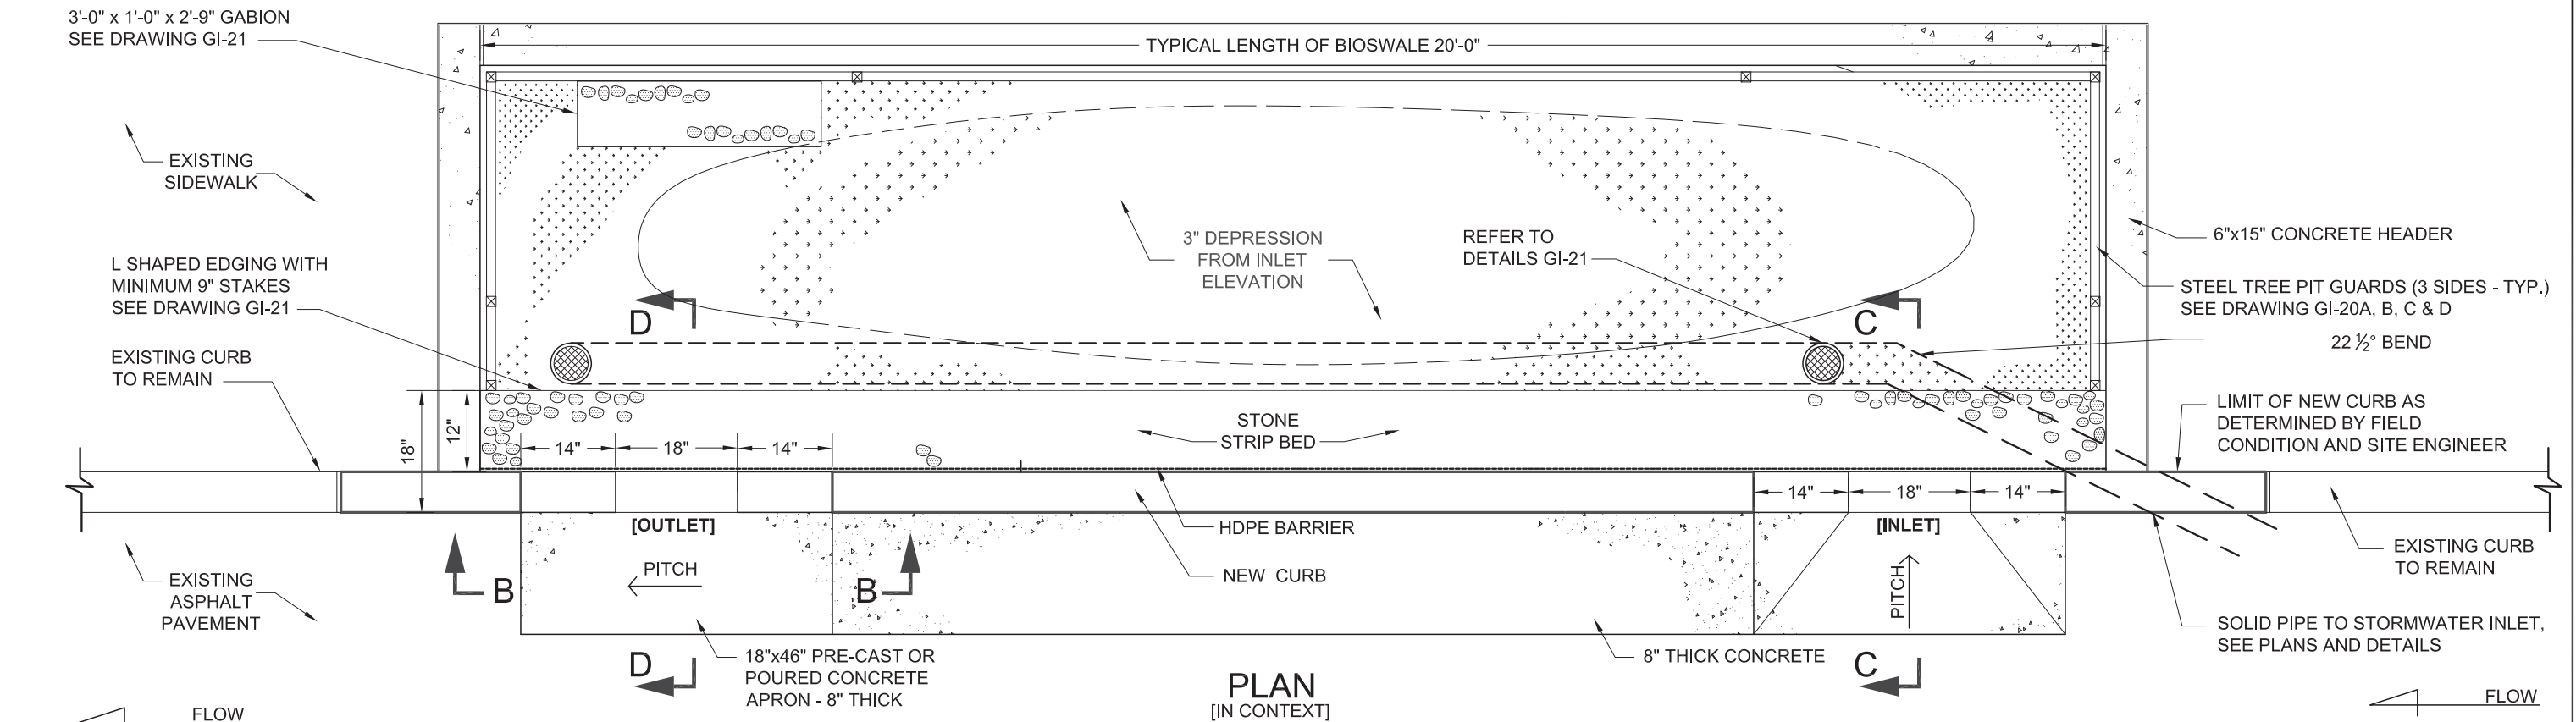 3'-0" x 1'-0" x 2'-9" GABION
SEE DRAWING GI-21
TYPICAL LENGTH OF BIOSWALE 20'-0"
EXISTING
SIDEWALK
3" DEPRESSION
FROM INLET
ELEVATION
REFER TO
DETAILS GI-21
6"x15" CONCRETE HEADER
L SHAPED EDGING WITH
MINIMUM 9" STAKES
SEE DRAWING GI-21
STEEL TREE PIT GUARDS (3 SIDES - TYP.)
SEE DRAWING GI-20A, B, C & D
D
C
22 ½° BEND
EXISTING CURB
TO REMAIN
18"
12"
14"
18"
14"
STONE
STRIP BED
LIMIT OF NEW CURB AS
DETERMINED BY FIELD
CONDITION AND SITE ENGINEER
14"
18"
14"
[OUTLET]
HDPE BARRIER
[INLET]
EXISTING
ASPHALT
PAVEMENT
B
PITCH
B
NEW CURB
PITCH
EXISTING CURB
TO REMAIN
SOLID PIPE TO STORMWATER INLET,
SEE PLANS AND DETAILS
D
18"x46" PRE-CAST OR
POURED CONCRETE
APRON - 8" THICK
8" THICK CONCRETE
C
PLAN
[IN CONTEXT]
FLOW
FLOW